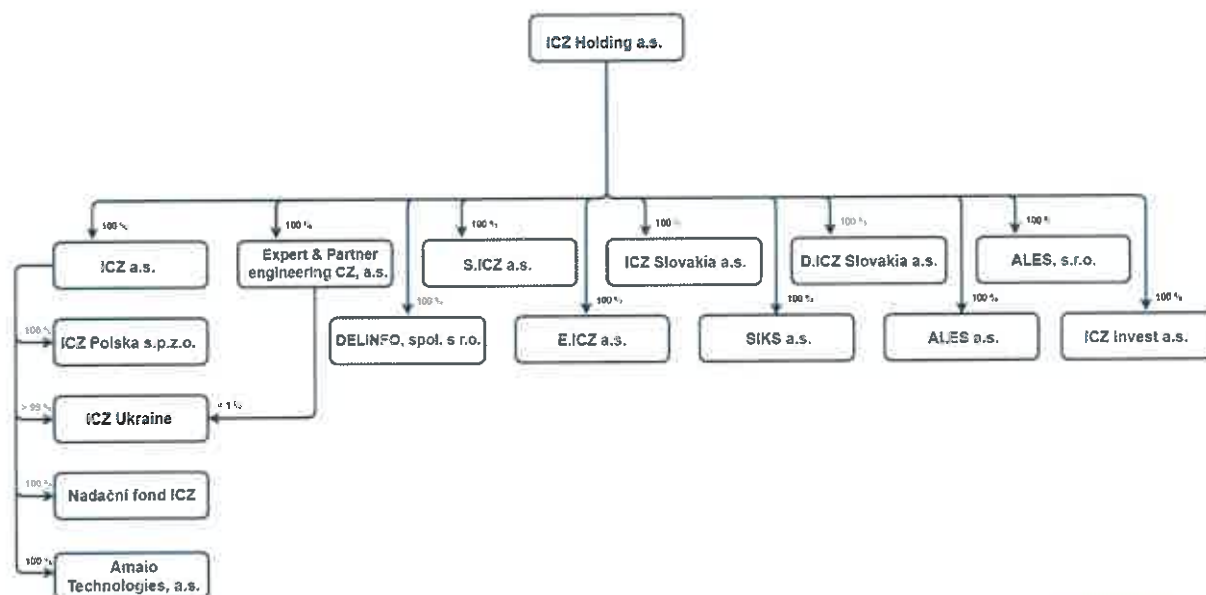 ICZ Holding a.s.
100 %
100 %
100 %
100 %
100 %
100 %
ICZ a.s.
Expert & Partner
engineering CZ, a.s.
S.ICZ a.s.
ICZ Slovakia a.s.
D.ICZ Slovakia a.s.
ALES, s.r.o.
100 %
100 %
100 %
100 %
100 %
DELINFO, spol. s r.o.
E.ICZ a.s.
SIKS a.s.
ALES a.s.
ICZ Invest a.s.
100 %
ICZ Polska s.p.z.o.
> 99 %
ICZ Ukraine
< 1 %
100 %
Nadační fond ICZ
100 %
Amaio
Technologies, a.s.